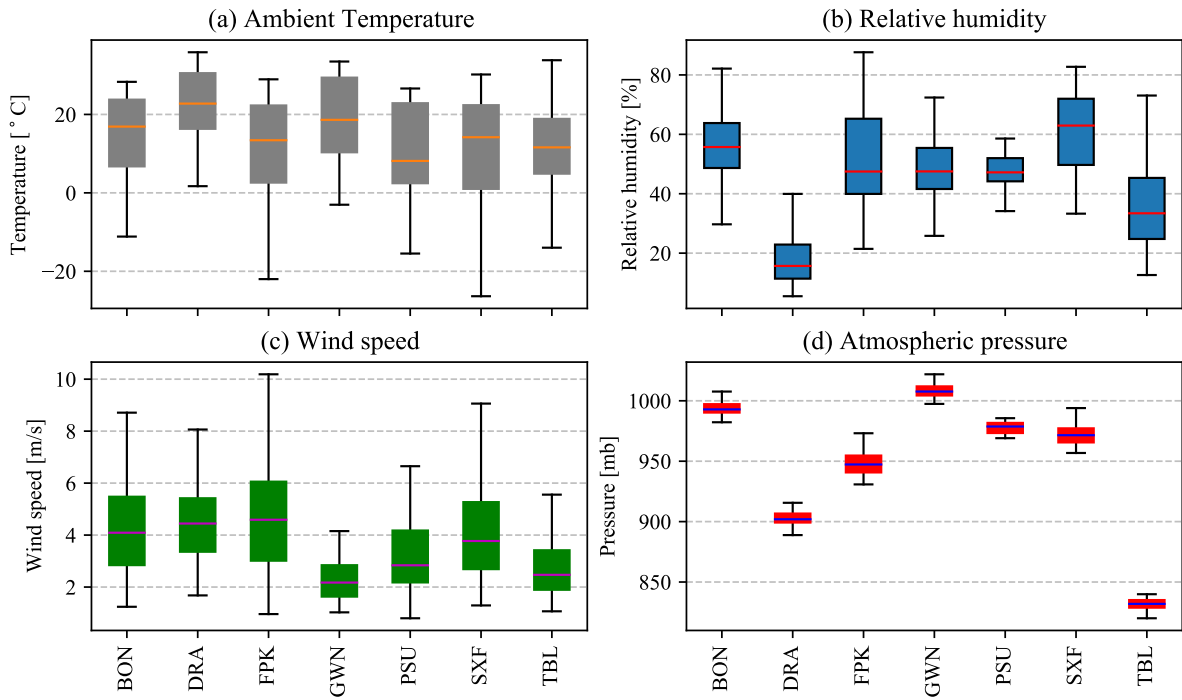 (a) Ambient Temperature
(b) Relative humidity
Temperature [ ˚C]
20
0
−20
Relative humidity [%]
80
60
40
20
(c) Wind speed
(d) Atmospheric pressure
Wind speed [m/s]
10
8
6
4
2
Pressure [mb]
1000
950
900
850
BON DRA FPK GWN PSU SXF TBL
BON DRA FPK GWN PSU SXF TBL